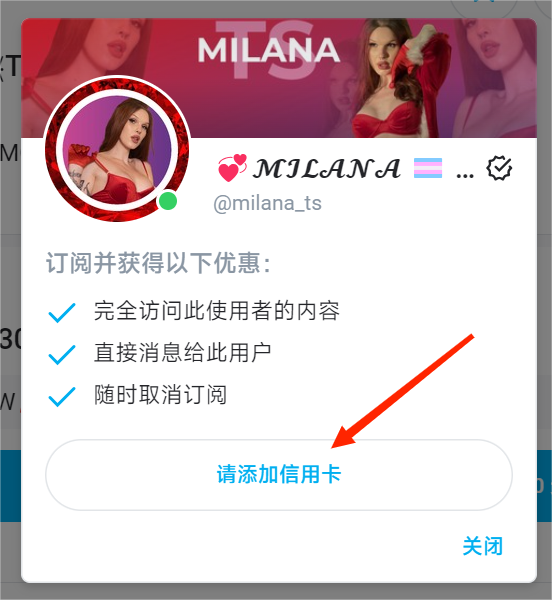 TS
MILANA
💞 MILANA 🏳️‍⚧️ ...
@milana_ts
订阅并获得以下优惠：
完全访问此使用者的内容
直接消息给此用户
随时取消订阅
请添加信用卡
关闭